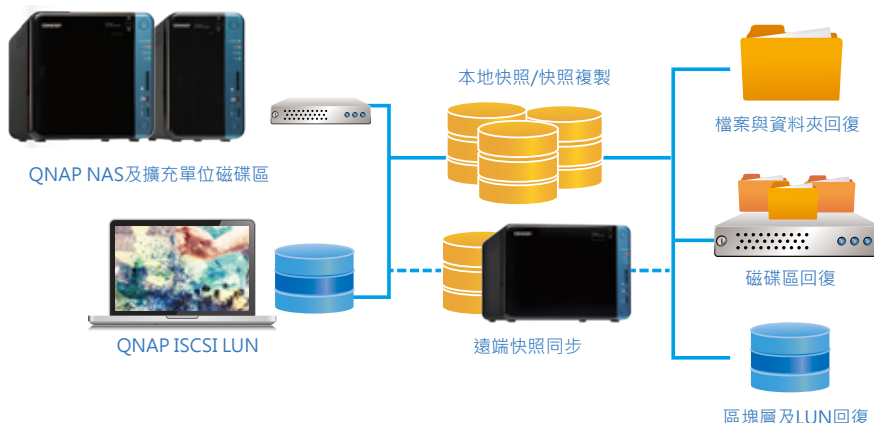 QNAP
QNAP NAS及擴充單位磁碟區
本地快照/快照複製
檔案與資料夾回復
QNAP ISCSI LUN
遠端快照同步
磁碟區回復
區塊層及LUN回復